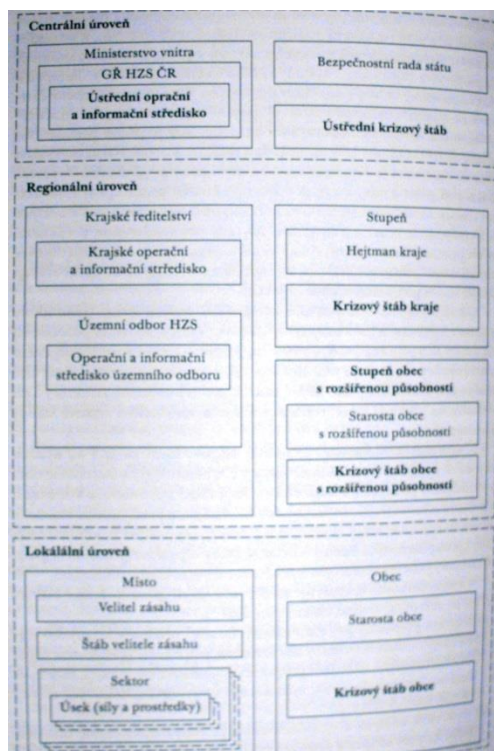 Centrální úroveň
Ministerstvo vnitra
GŘ HZS ČR
Ústřední oprační
a informační středisko
Bezpečnostní rada státu
Ústřední krizový štáb
Regionální úroveň
Krajské ředitelství
Krajské operační
a informační středisko
Územní odbor HZS
Operační a informační
středisko územního odboru
Stupeň
Hejtman kraje
Krizový štáb kraje
Stupeň obec
s rozšířenou působností
Starosta obce
s rozšířenou působností
Krizový štáb obce
s rozšířenou působností
Lokálální úroveň
Místo
Velitel zásahu
Štáb velitele zásahu
Sektor
Úsek (síly a prostředky)
Obec
Starosta obce
Krizový štáb obce